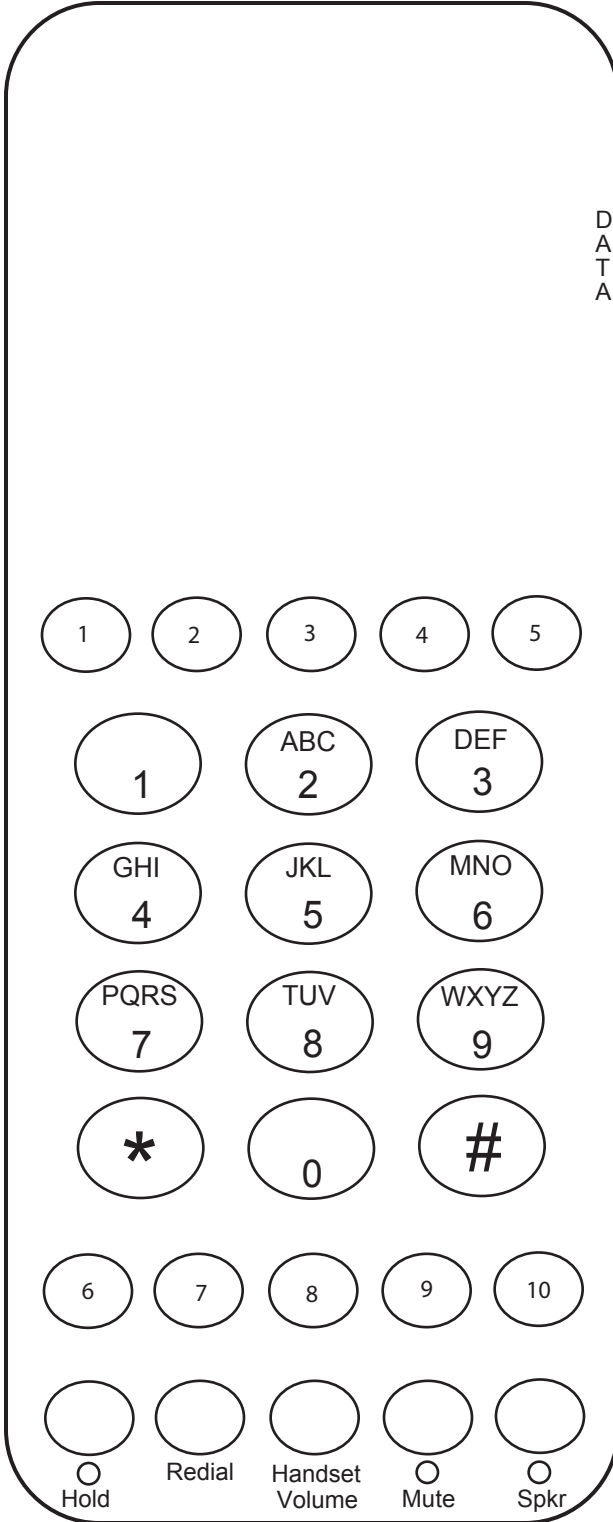 D
A
T
A
1 2 3 4 5
ABC DEF
1 2 3
GHI JKL MNO
4 5 6
PQRS TUV WXYZ
7 8 9
* 0 #
6 7 8 9 10
Redial Handset
Hold Volume Mute Spkr